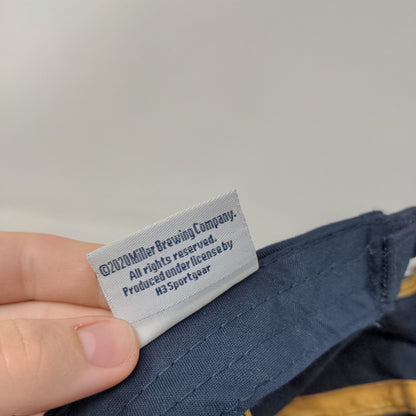 ©2020 Miller Brewing Company.
All rights reserved.
Produced under license by
H3 Sportgear